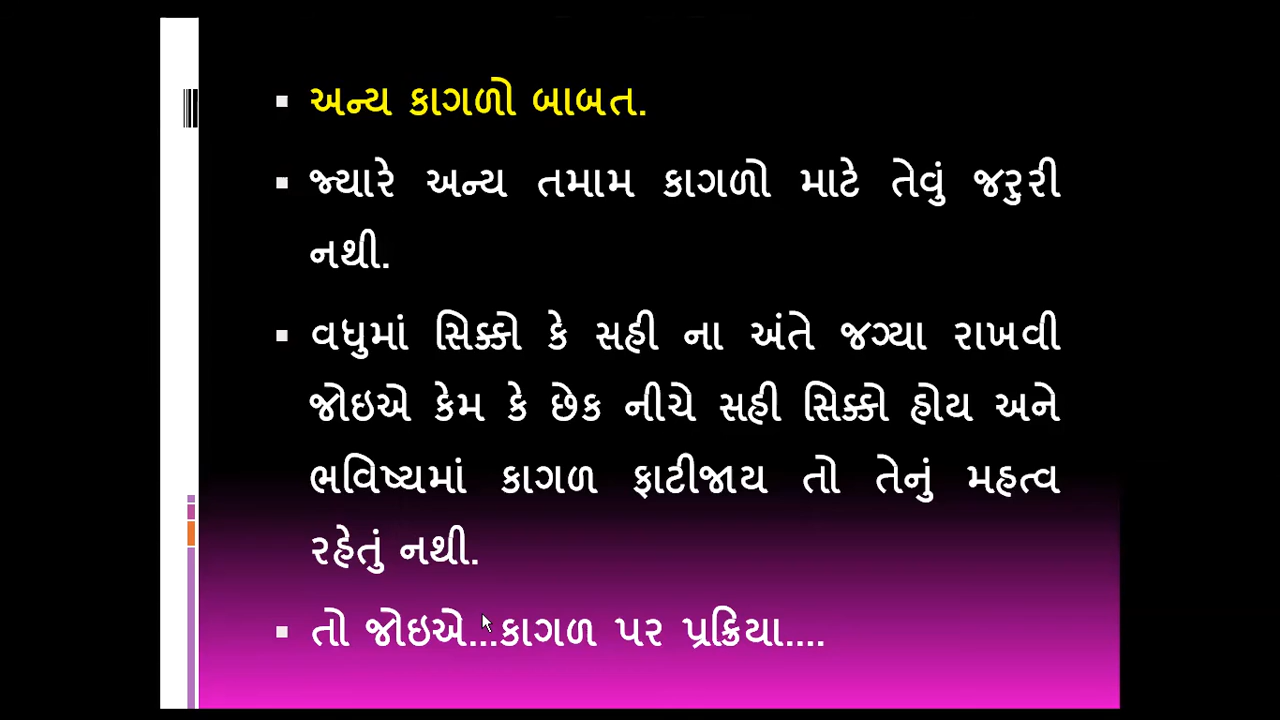 અન્ય કાગળો બાબત.
જ્યારે અન્ય તમામ કાગળો માટે તેવું જરુરી
નથી.
વધુમાં સિક્કો કે સહી ના અંતે જગ્યા રાખવી
જોઇએ કેમ કે છેક નીચે સહી સિક્કો હોય અને
ભવિષ્યમાં કાગળ ફાટીજાય તો તેનું મહત્વ
રહેતું નથી.
તો જોઇએ...કાગળ પર પ્રક્રિયા....